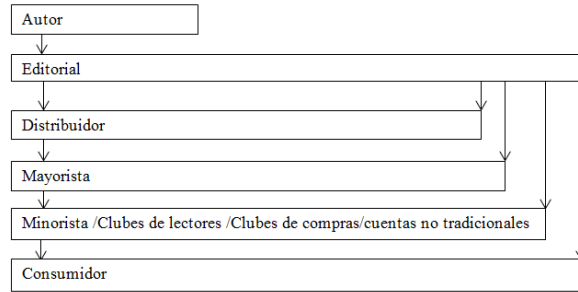 Autor
Editorial
Distribuidor
Mayorista
Minorista /Clubes de lectores /Clubes de compras/cuentas no tradicionales
Consumidor